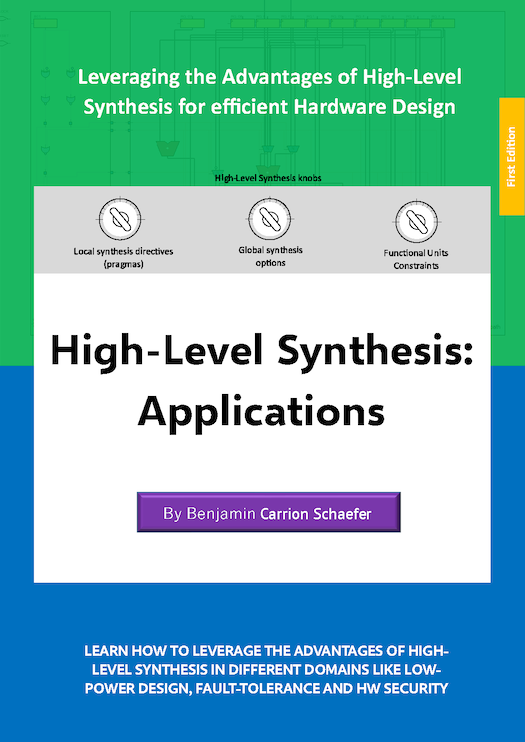 Leveraging the Advantages of High-Level
Synthesis for efficient Hardware Design
First Edition
High-Level Synthesis knobs
Local synthesis directives
(pragmas)
Global synthesis
options
Functional Units
Constraints
High-Level Synthesis:
Applications
By Benjamin Carrion Schaefer
LEARN HOW TO LEVERAGE THE ADVANTAGES OF HIGH-
LEVEL SYNTHESIS IN DIFFERENT DOMAINS LIKE LOW-
POWER DESIGN, FAULT-TOLERANCE AND HW SECURITY